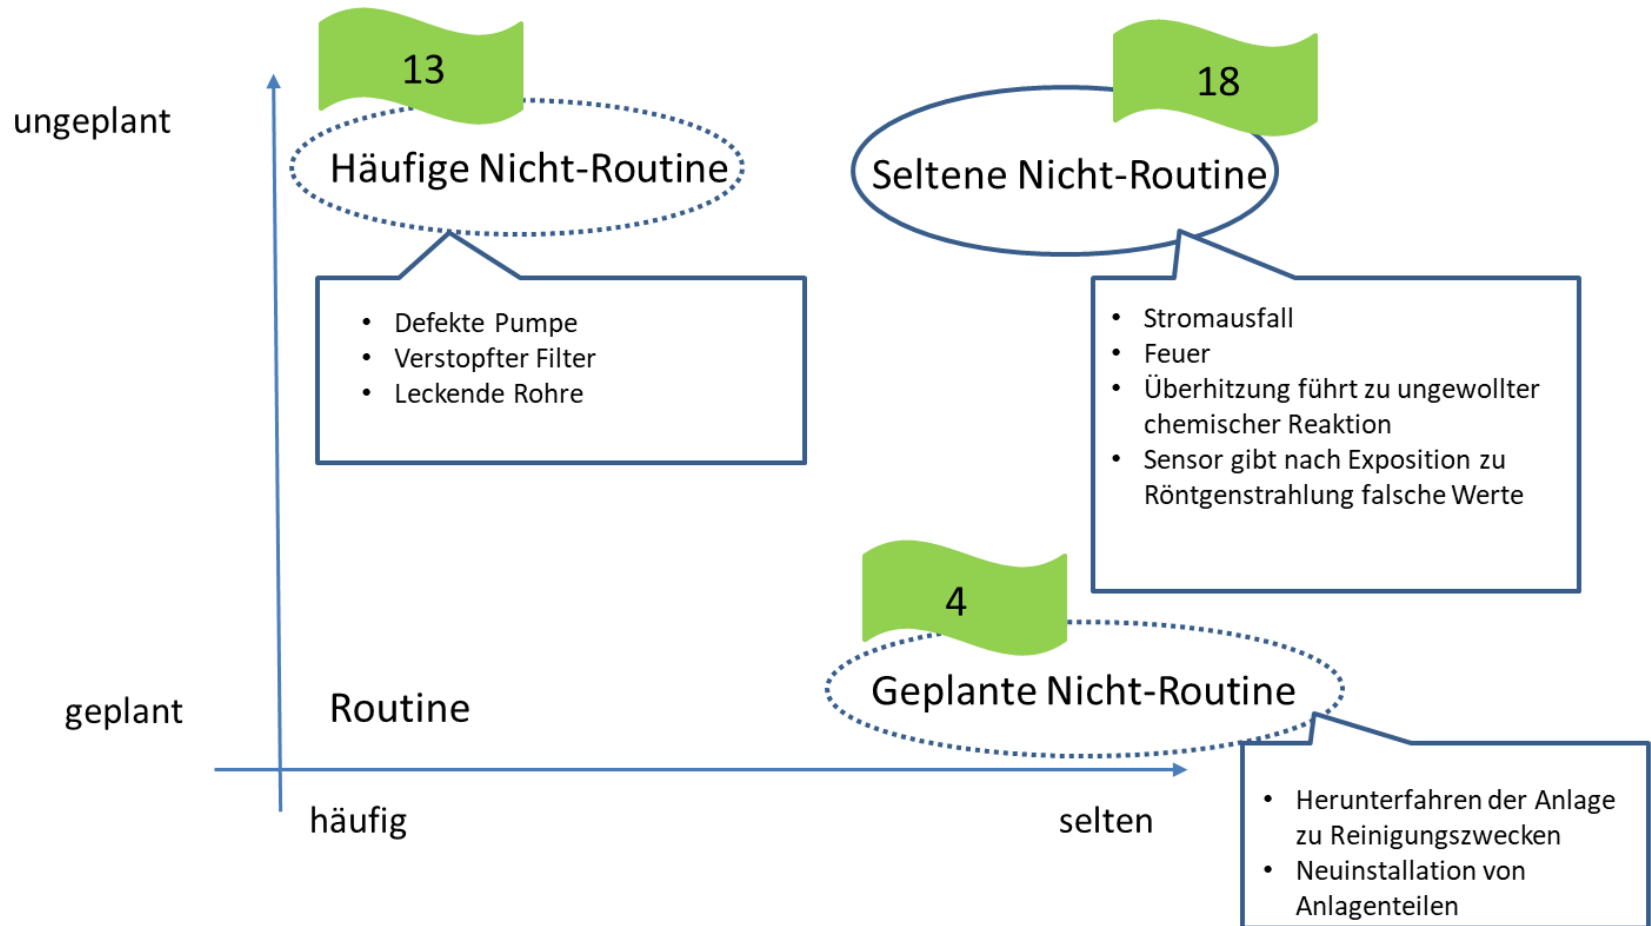 13
18
ungeplant
Häufige Nicht-Routine
Seltene Nicht-Routine
• Defekte Pumpe
• Verstopfter Filter
• Leckende Rohre
• Stromausfall
• Feuer
• Überhitzung führt zu ungewollter
chemischer Reaktion
• Sensor gibt nach Exposition zu
Röntgenstrahlung falsche Werte
4
geplant
Routine
Geplante Nicht-Routine
häufig
selten
• Herunterfahren der Anlage
zu Reinigungszwecken
• Neuinstallation von
Anlagenteilen